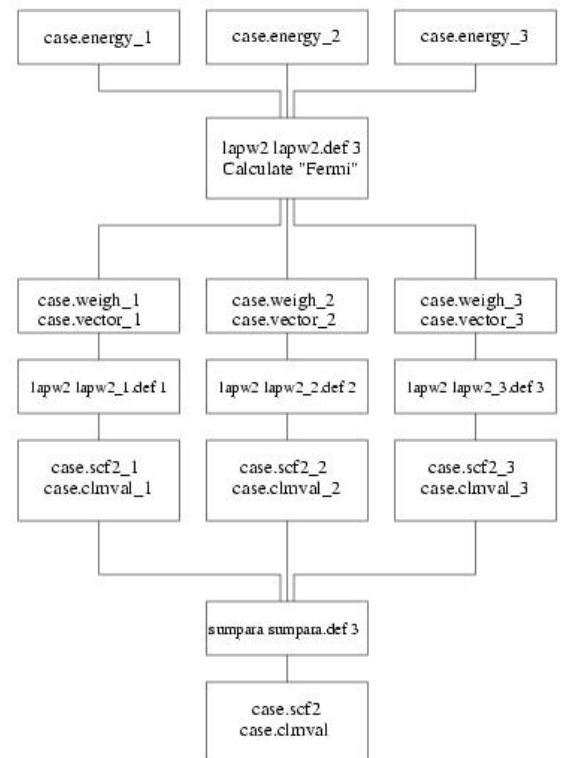 case.energy_1
case.energy_2
case.energy_3
lapw2 lapw2.def 3
Calculate "Fermi"
case.weigh_1
case.vector_1
case.weigh_2
case.vector_2
case.weigh_3
case.vector_3
lapw2 lapw2_1.def 1
lapw2 lapw2_2.def 2
lapw2 lapw2_3.def 3
case.scf2_1
case.clmval_1
case.scf2_2
case.clmval_2
case.scf2_3
case.clmval_3
sumpara sumpara.def 3
case.scf2
case.clmval